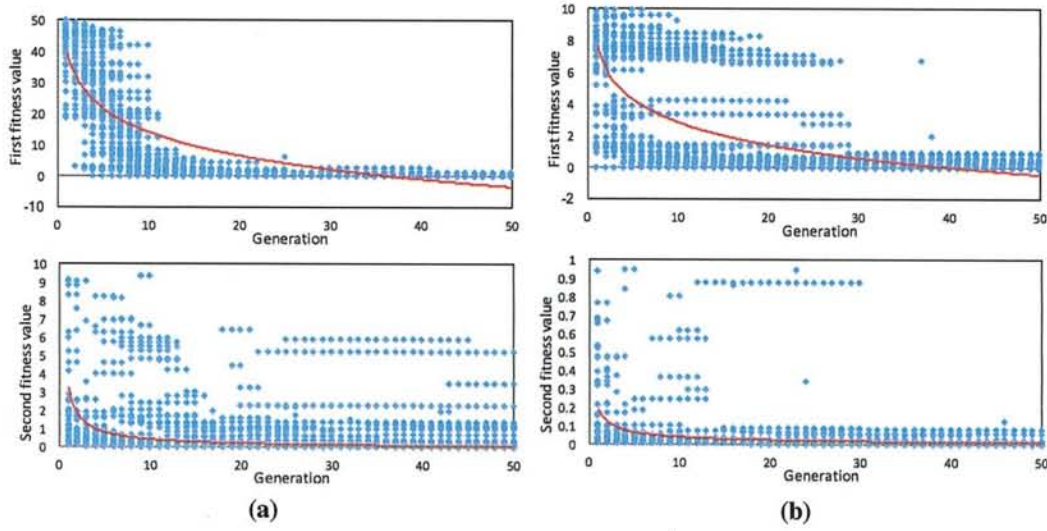 First fitness value
50
40
30
20
10
0
-10
0 10 20 30 40 50
Generation
First fitness value
10
8
6
4
2
0
-2
0 10 20 30 40 50
Generation
Second fitness value
10
9
8
7
6
5
4
3
2
1
0
0 10 20 30 40 50
Generation
(a)
Second fitness value
1
0.9
0.8
0.7
0.6
0.5
0.4
0.3
0.2
0.1
0
0 10 20 30 40 50
Generation
(b)